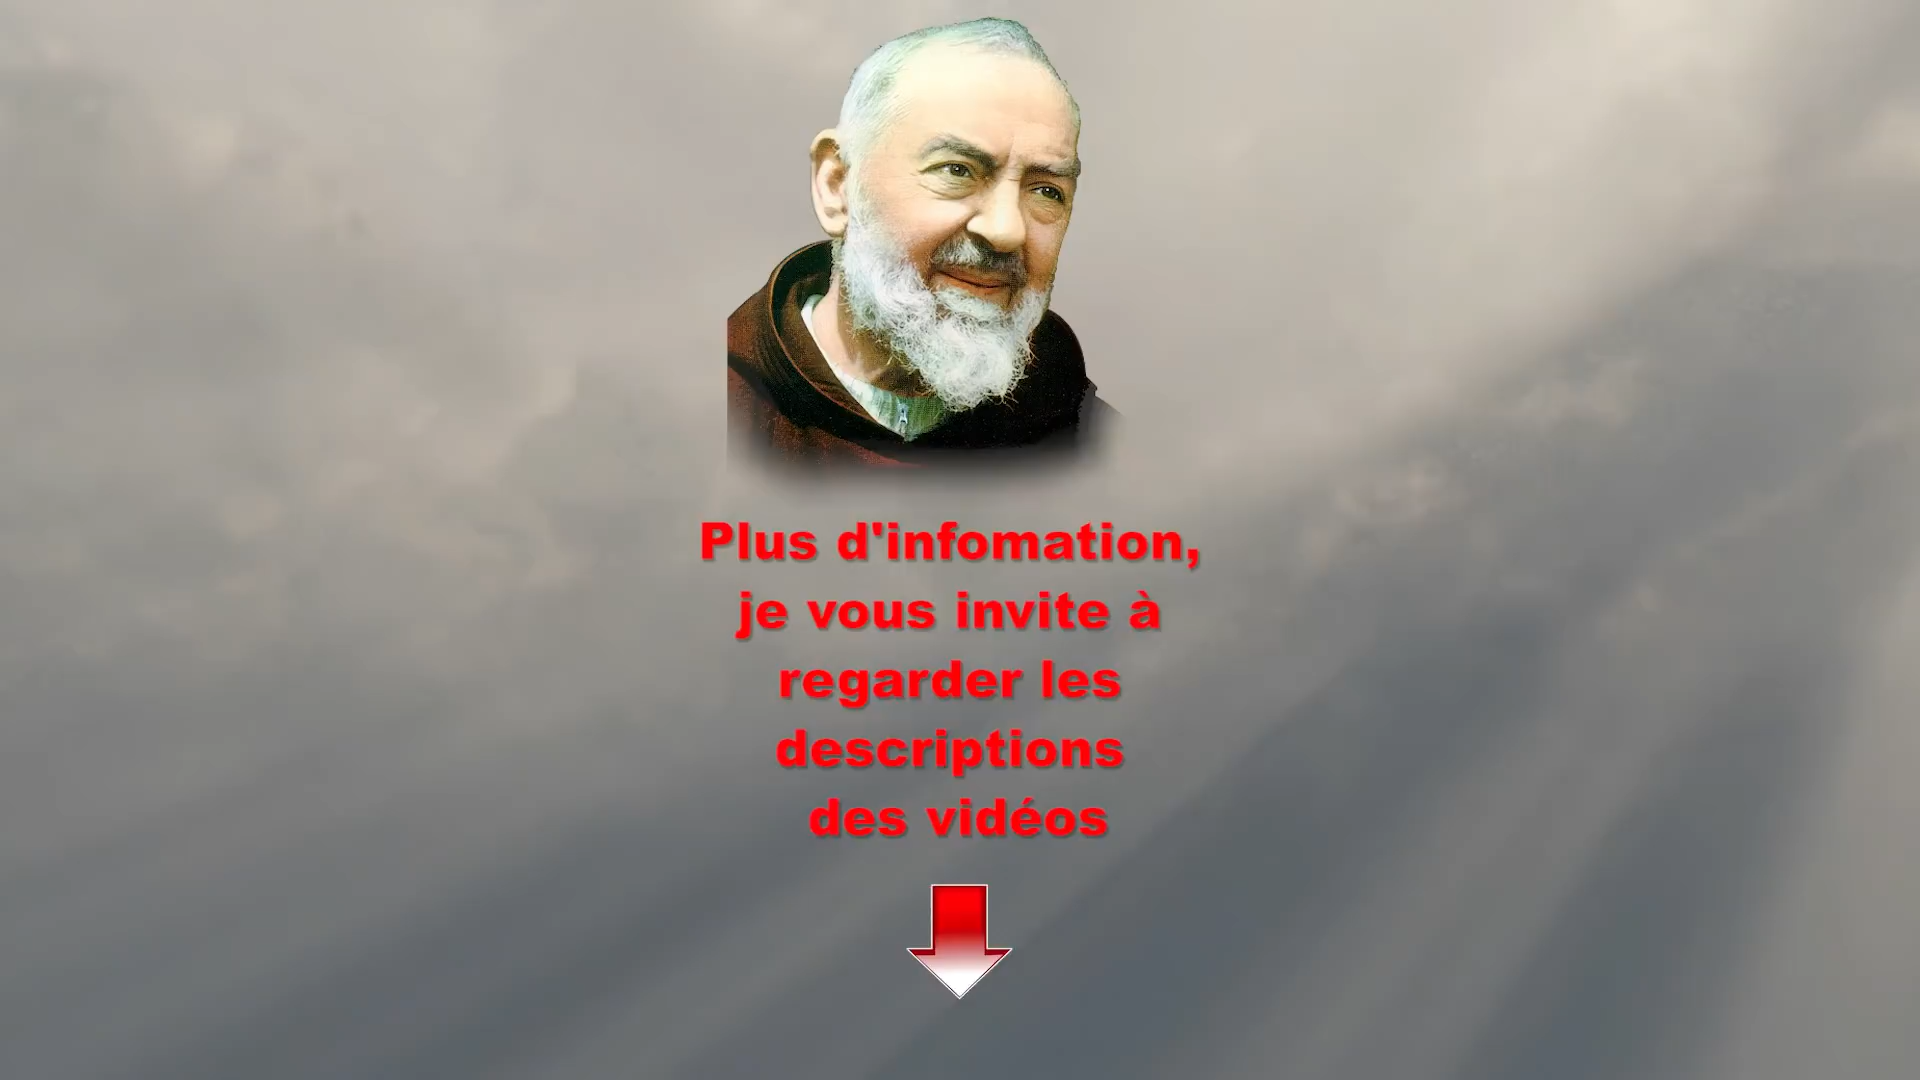 Plus d'infomation,
je vous invite à
regarder les
descriptions
des vidéos